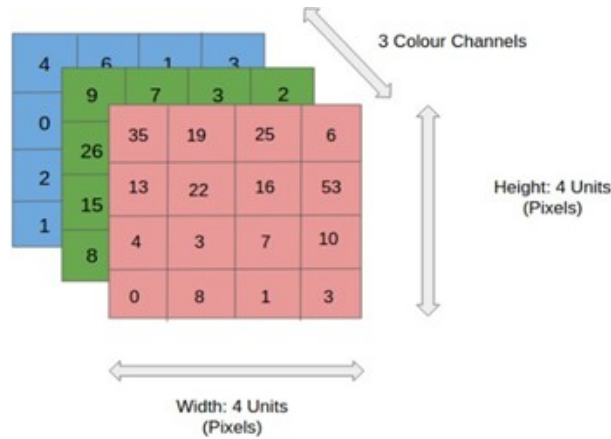 3 Colour Channels
4 6 1 3
9 7 3 2
0
35 19 25 6
26
13 22 16 53
Height: 4 Units
(Pixels)
2
15
4 3 7 10
1
8
0 8 1 3
Width: 4 Units
(Pixels)